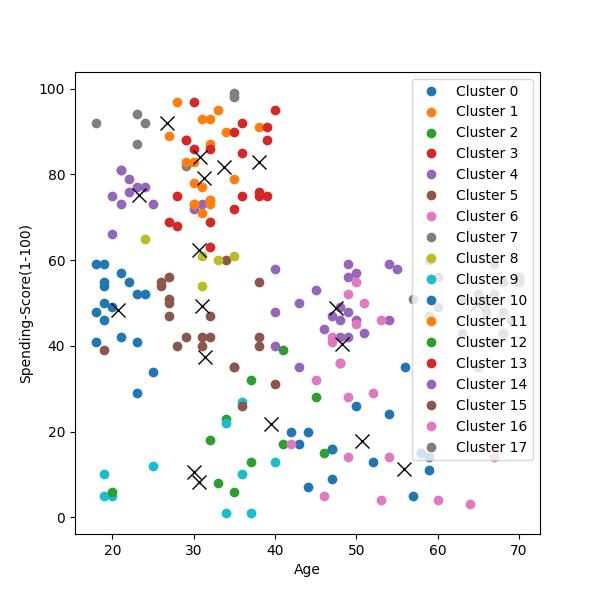 100
80
60
40
20
0
Spending-Score(1-100)
20 30 40 50 60 70
Age
Cluster 0
Cluster 1
Cluster 2
Cluster 3
Cluster 4
Cluster 5
Cluster 6
Cluster 7
Cluster 8
Cluster 9
Cluster 10
Cluster 11
Cluster 12
Cluster 13
Cluster 14
Cluster 15
Cluster 16
Cluster 17